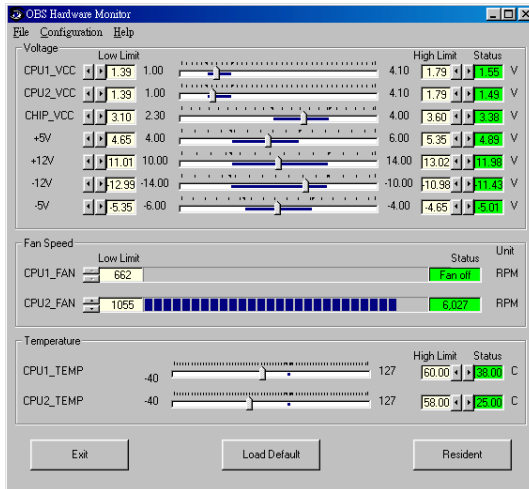 OBS Hardware Monitor
File Configuration Help
Voltage
Low Limit High Limit Status
CPU1_VCC 1.39 1.00 4.10 1.79 1.55 V
CPU2_VCC 1.39 1.00 4.10 1.79 1.49 V
CHIP_VCC 3.10 2.30 4.00 3.60 3.38 V
+5V 4.65 4.00 6.00 5.35 4.89 V
+12V 11.01 10.00 14.00 13.02 11.98 V
-12V -12.99 -14.00 -10.00 -10.98 -11.43 V
-5V -5.35 -6.00 -4.00 -4.65 -5.01 V
Fan Speed
Low Limit Status Unit
CPU1_FAN 662 Fan off RPM
CPU2_FAN 1055 6,027 RPM
Temperature
High Limit Status
CPU1_TEMP -40 127 60.00 38.00 C
CPU2_TEMP -40 127 58.00 25.00 C
Exit Load Default Resident